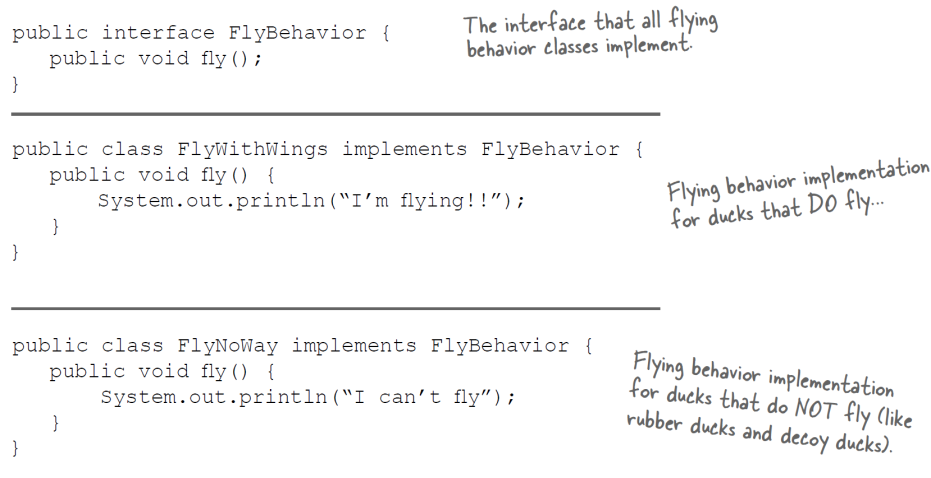 public interface FlyBehavior {
public void fly();
}
The interface that all flying
behavior classes implement.
public class FlyWithWings implements FlyBehavior {
public void fly() {
System.out.println(“I’m flying!!”);
}
}
Flying behavior implementation
for ducks that DO fly...
public class FlyNoWay implements FlyBehavior {
public void fly() {
System.out.println(“I can’t fly”);
}
}
Flying behavior implementation
for ducks that do NOT fly (like
rubber ducks and decoy ducks).